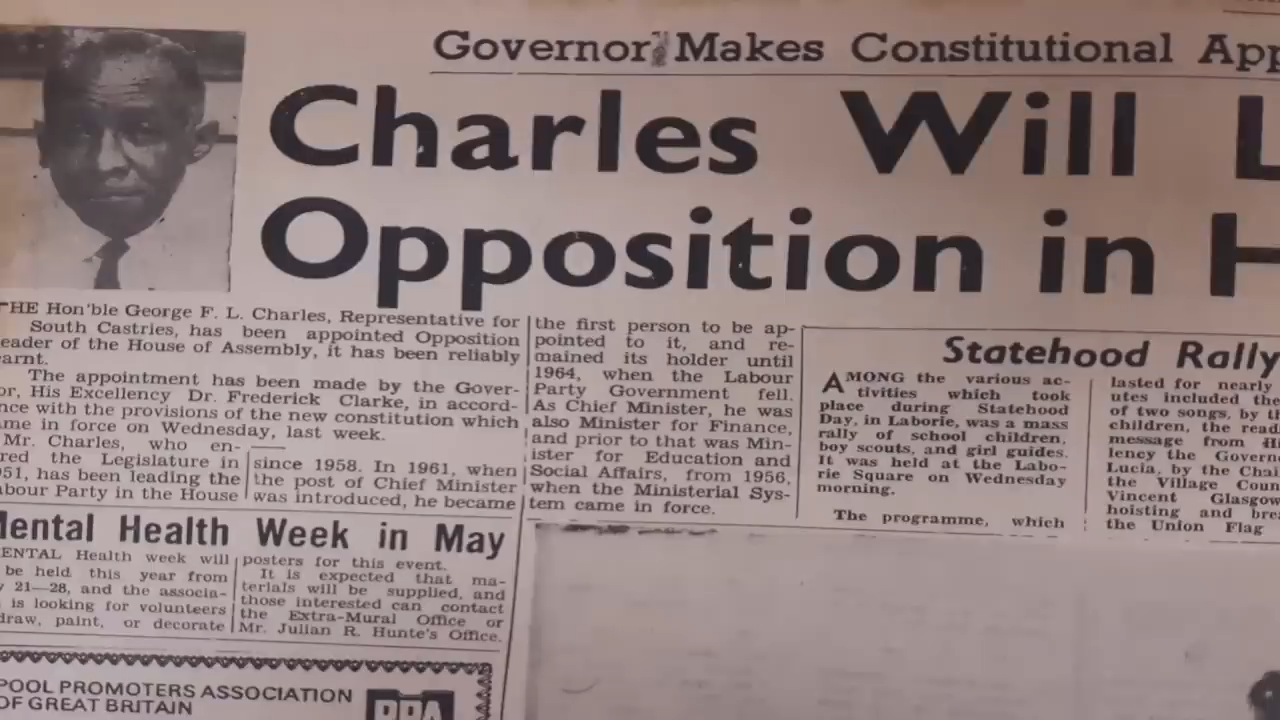 Governor Makes Constitutional App
Charles Will L
Opposition in H
THE Hon'ble George F. L. Charles, Representative for
South Castries, has been appointed Opposition
eader of the House of Assembly, it has been reliably
earnt.
The appointment has been made by the Gover-
or, His Excellency Dr. Frederick Clarke, in accord-
nce with the provisions of the new constitution which
ame in force on Wednesday, last week.
Mr. Charles, who en-
red the Legislature in
951, has been leading the
abour Party in the House
since 1958. In 1961, when
the post of Chief Minister
was introduced, he became
the first person to be ap-
pointed to it, and re-
mained its holder until
1964, when the Labour
Party Government fell.
As Chief Minister, he was
also Minister for Finance,
and prior to that was Min-
ister for Education and
Social Affairs, from 1956,
when the Ministerial Sys-
tem came in force.
Statehood Rally
AMONG the various ac-
tivities which took
place during Statehood
Day, in Laborie, was a mass
rally of school children,
boy scouts, and girl guides.
It was held at the Labo-
rie Square on Wednesday
morning.
The programme, which
lasted for nearly
utes included the
of two songs, by th
children, the read
message from Hi
lency the Govern
Lucia, by the Chai
the Village Coun
Vincent Glasgow
hoisting and bre
the Union Flag
Mental Health Week in May
ENTAL Health week will
be held this year from
y 21—28, and the associa-
is looking for volunteers
draw, paint, or decorate
posters for this event.
It is expected that ma-
terials will be supplied, and
those interested can contact
the Extra-Mural Office or
Mr. Julian R. Hunte's Office.
POOL PROMOTERS ASSOCIATION
OF GREAT BRITAIN
PPA